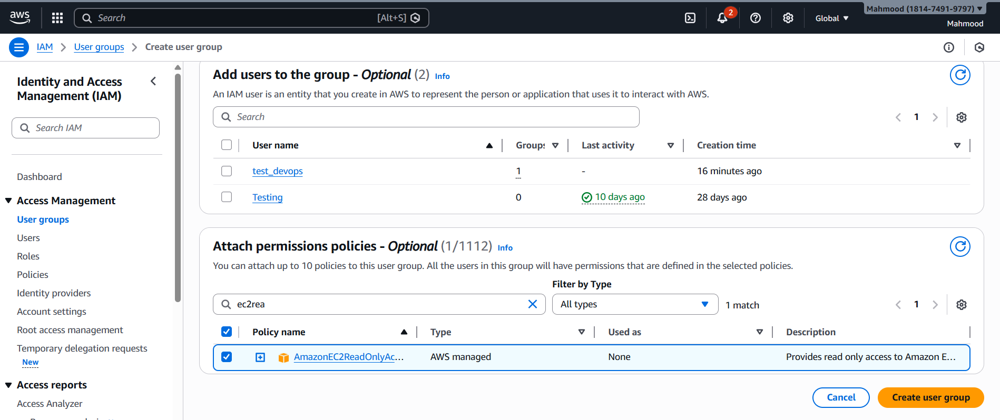 aws
Search [Alt+S]
2
Global
Mahmood (1814-7491-9797)
Mahmood
IAM > User groups > Create user group
Identity and Access Management (IAM)
Search IAM
Dashboard
Access Management
User groups
Users
Roles
Policies
Identity providers
Account settings
Root access management
Temporary delegation requests
New
Access reports
Access Analyzer
Add users to the group - Optional (2) Info
An IAM user is an entity that you create in AWS to represent the person or application that uses it to interact with AWS.
Search
1
User name Groups Last activity Creation time
test_devops 1 - 16 minutes ago
Testing 0 10 days ago 28 days ago
Attach permissions policies - Optional (1/1112) Info
You can attach up to 10 policies to this user group. All the users in this group will have permissions that are defined in the selected policies.
Filter by Type
ec2rea All types 1 match 1
Policy name Type Used as Description
AmazonEC2ReadOnlyAc... AWS managed None Provides read only access to Amazon E...
Cancel Create user group